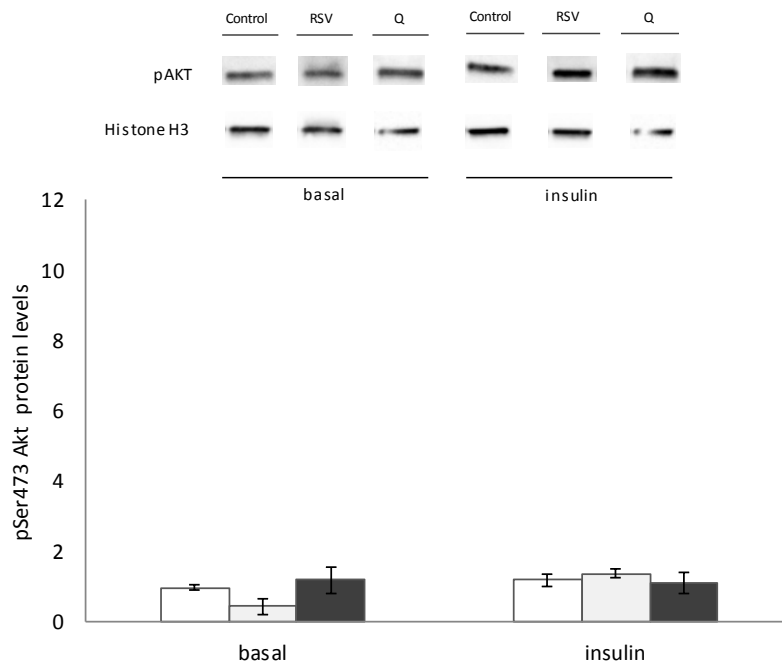 Control RSV Q Control RSV Q
pAKT
Histone H3
basal insulin
12
10
8
6
4
2
0
pSer473 Akt protein levels
basal insulin